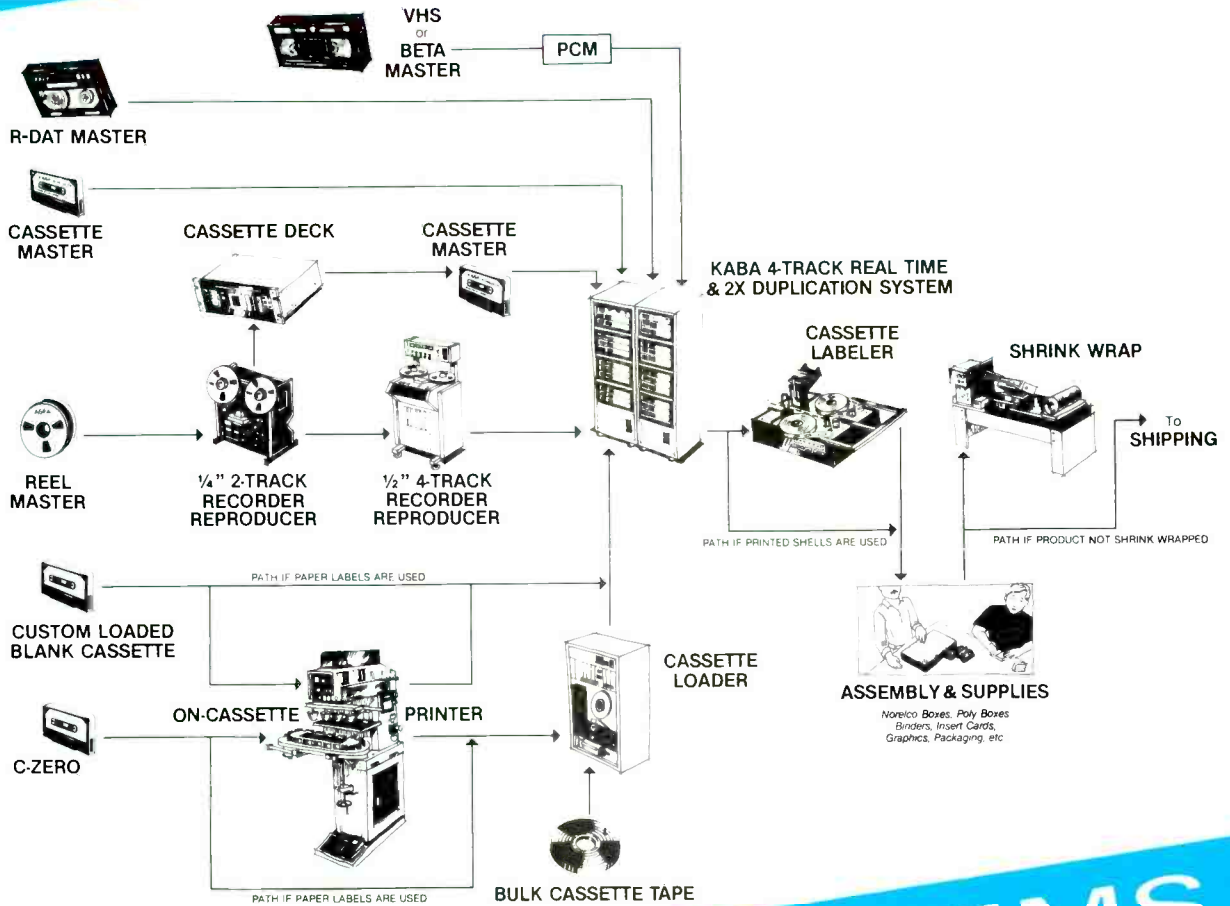 VHS
or
BETA
MASTER
PCM
R-DAT MASTER
CASSETTE
MASTER
CASSETTE DECK
CASSETTE
MASTER
KABA 4-TRACK REAL TIME
& 2X DUPLICATION SYSTEM
CASSETTE
LABELER
SHRINK WRAP
To
SHIPPING
AGFA
REEL
MASTER
¼" 2-TRACK
RECORDER
REPRODUCER
½" 4-TRACK
RECORDER
REPRODUCER
PATH IF PRINTED SHELLS ARE USED
PATH IF PRODUCT NOT SHRINK WRAPPED
PATH IF PAPER LABELS ARE USED
CUSTOM LOADED
BLANK CASSETTE
CASSETTE
LOADER
ASSEMBLY & SUPPLIES
Norelco Boxes, Poly Boxes
Binders, Insert Cards,
Graphics, Packaging, etc
ON-CASSETTE PRINTER
C-ZERO
PATH IF PAPER LABELS ARE USED
BULK CASSETTE TAPE